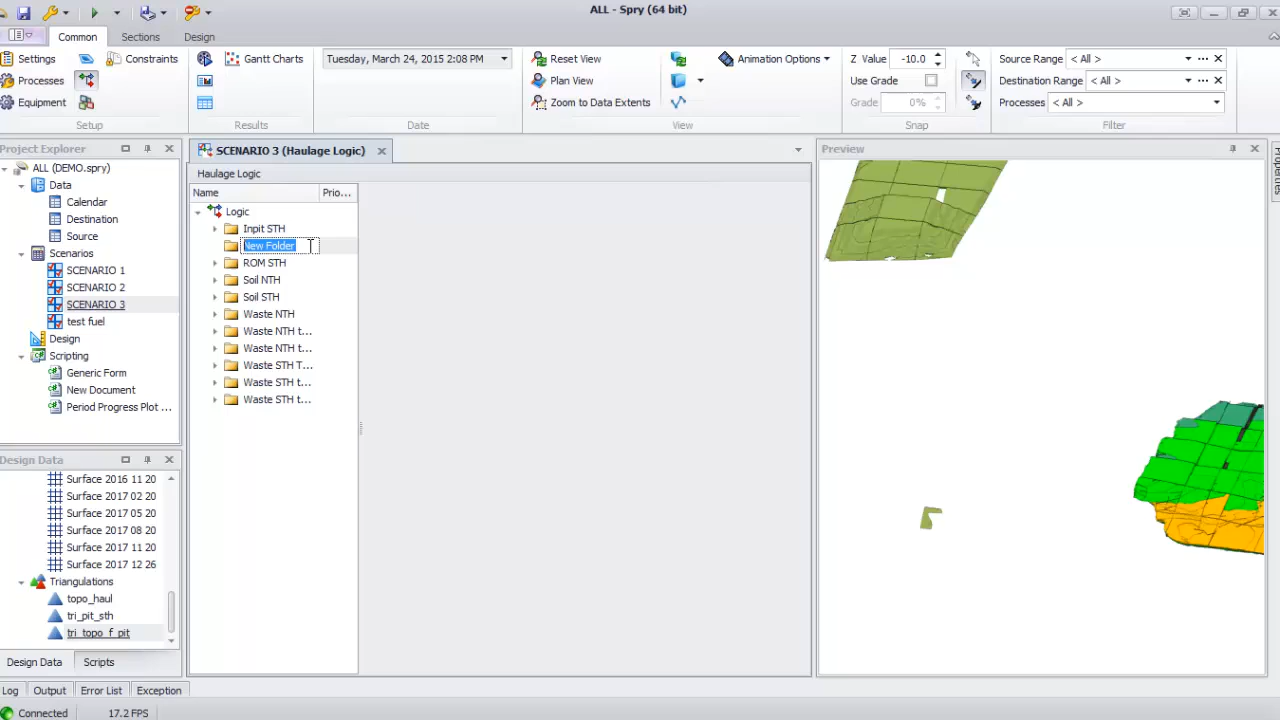 ALL - Spry (64 bit)
Common
Sections
Design
Settings
Constraints
Processes
Equipment
Setup
Gantt Charts
Results
Tuesday, March 24, 2015 2:08 PM
Date
Reset View
Plan View
Zoom to Data Extents
Animation Options
View
Z Value -10.0
Use Grade
Grade: 0%
Snap
Source Range < All >
Destination Range < All >
Processes < All >
Filter
Project Explorer
ALL (DEMO.spry)
Data
Calendar
Destination
Source
Scenarios
SCENARIO 1
SCENARIO 2
SCENARIO 3
test fuel
Design
Scripting
Generic Form
New Document
Period Progress Plot ...
Design Data
Surface 2016 11 20
Surface 2017 02 20
Surface 2017 05 20
Surface 2017 08 20
Surface 2017 11 20
Surface 2017 12 26
Triangulations
topo_haul
tri_pit_sth
tri_topo_f_pit
Design Data
Scripts
SCENARIO 3 (Haulage Logic)
Haulage Logic
Name
Prio...
Logic
Inpit STH
New Folder
ROM STH
Soil NTH
Soil STH
Waste NTH
Waste NTH t...
Waste NTH t...
Waste STH T...
Waste STH t...
Waste STH t...
Preview
Properties
Log
Output
Error List
Exception
Connected
17.2 FPS